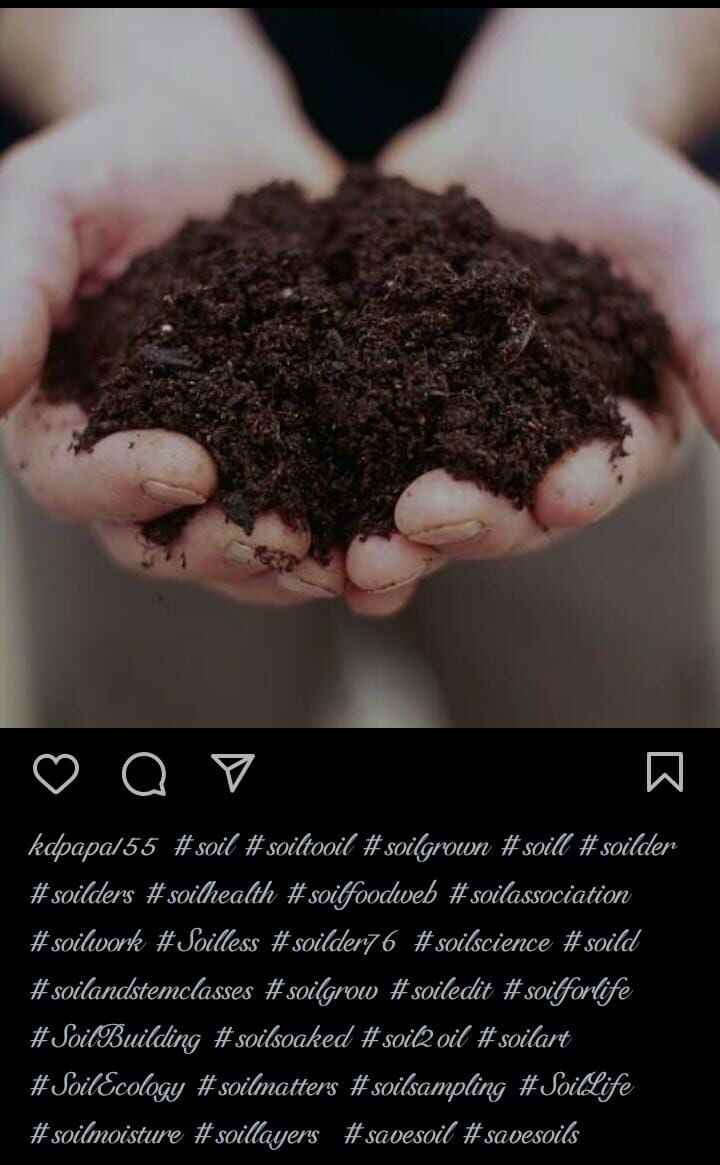 kdpapa155 #soil #soiltooil #soilgrown #soill #soilder
#soilders #soilhealth #soilfoodweb #soilassociation
#soilwork #Soilless #soilder76 #soilscience #soild
#soilandstemclasses #soilgrow #soiledit #soilforlife
#SoilBuilding #soilsoaked #soil2oil #soilart
#SoilEcology #soilmatters #soilsampling #SoilLife
#soilmoisture #soillayers #savesoil #savesoils